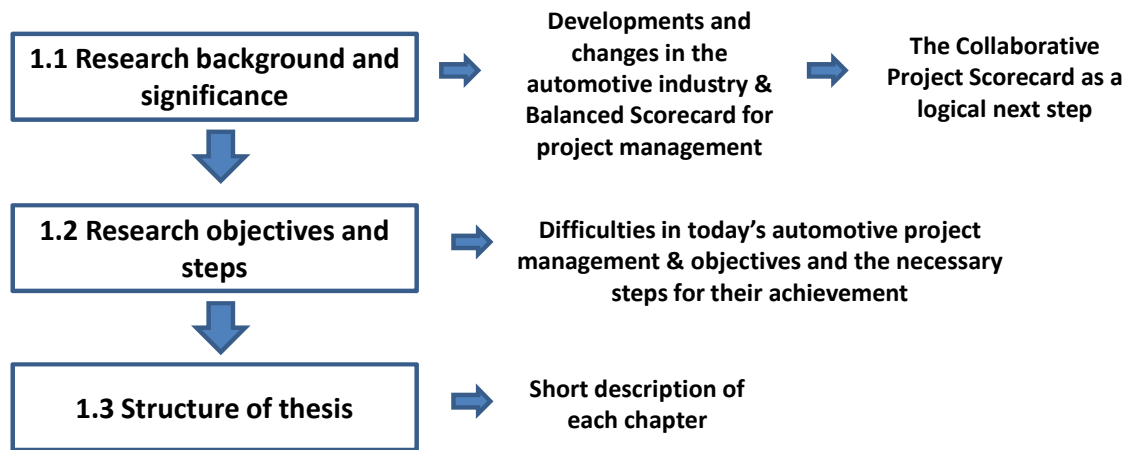 1.1 Research background and
significance
Developments and
changes in the
automotive industry &
Balanced Scorecard for
project management
The Collaborative
Project Scorecard as a
logical next step
1.2 Research objectives and
steps
Difficulties in today's automotive project
management & objectives and the necessary
steps for their achievement
1.3 Structure of thesis
Short description of
each chapter